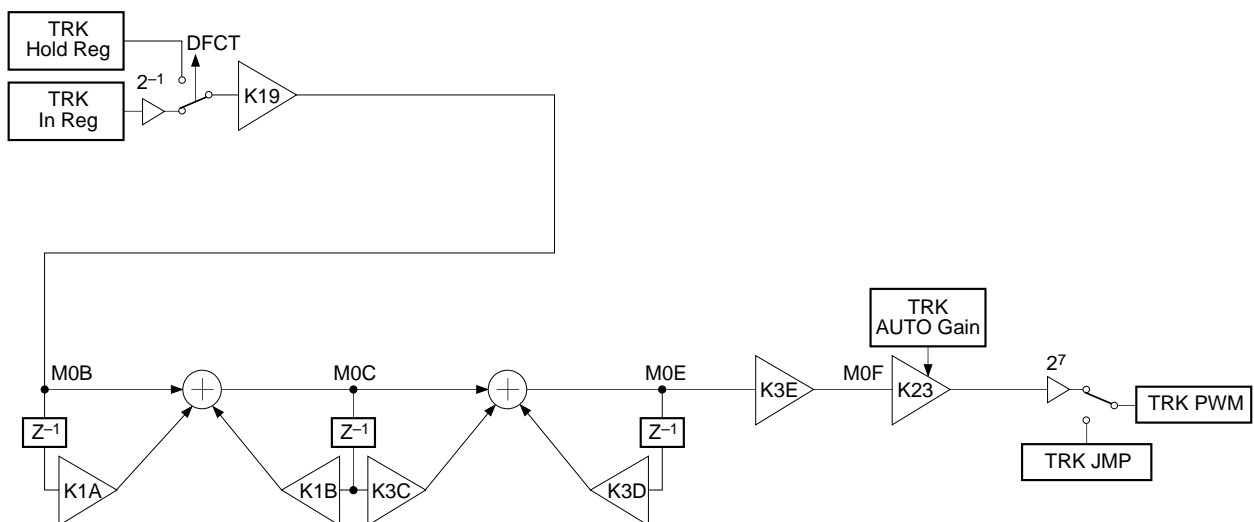 TRK
Hold Reg
DFCT
2⁻¹
K19
TRK
In Reg
TRK
AUTO Gain
M0B
M0C
M0E
K3E
M0F
K23
2⁷
TRK PWM
Z⁻¹
Z⁻¹
Z⁻¹
TRK JMP
K1A
K1B
K3C
K3D